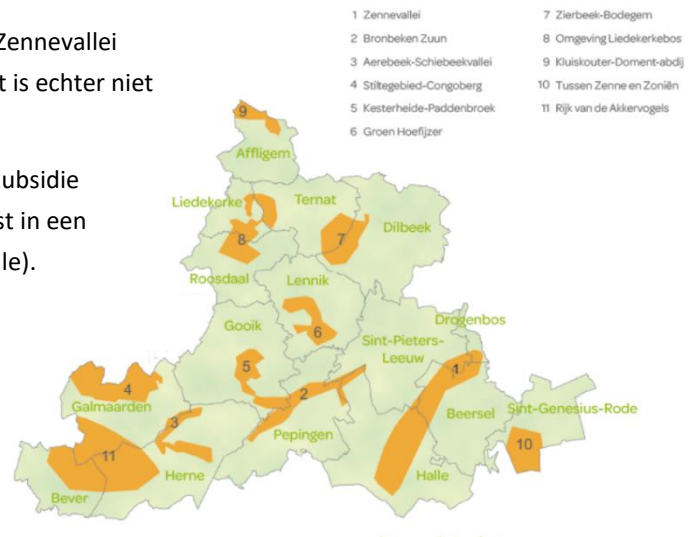 Zennevallei
t is echter niet
ubsidie
st in een
le).
1 Zennevallei
2 Bronbeken Zuun
3 Aerebeek-Schiebeekvallei
4 Stiltegebied-Congoberg
5 Kesterheide-Paddenbroek
6 Groen Hoefijzer
7 Zierbeek-Bodegem
8 Omgeving Liedekerkebos
9 Kluiskouter-Doment-abdij
10 Tussen Zenne en Zoniën
11 Rijk van de Akkervogels
9
Affligem
Liedekerke
Ternat
Dilbeek
8
7
Roosdaal
Lennik
Gooik
6
Drogenbos
Sint-Pieters-
Leeuw
5
1
4
2
Galmaarden
3
Beersel
Sint-Genesius-Rode
Pepingen
10
11
Herne
Halle
Bever